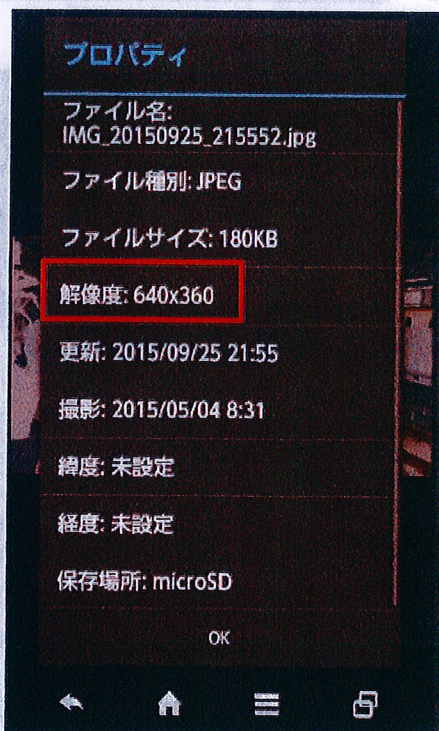 プロパティ
ファイル名:
IMG_20150925_215552.jpg
ファイル種別: JPEG
ファイルサイズ: 180KB
解像度: 640x360
更新: 2015/09/25 21:55
撮影: 2015/05/04 8:31
緯度: 未設定
経度: 未設定
保存場所: microSD
OK